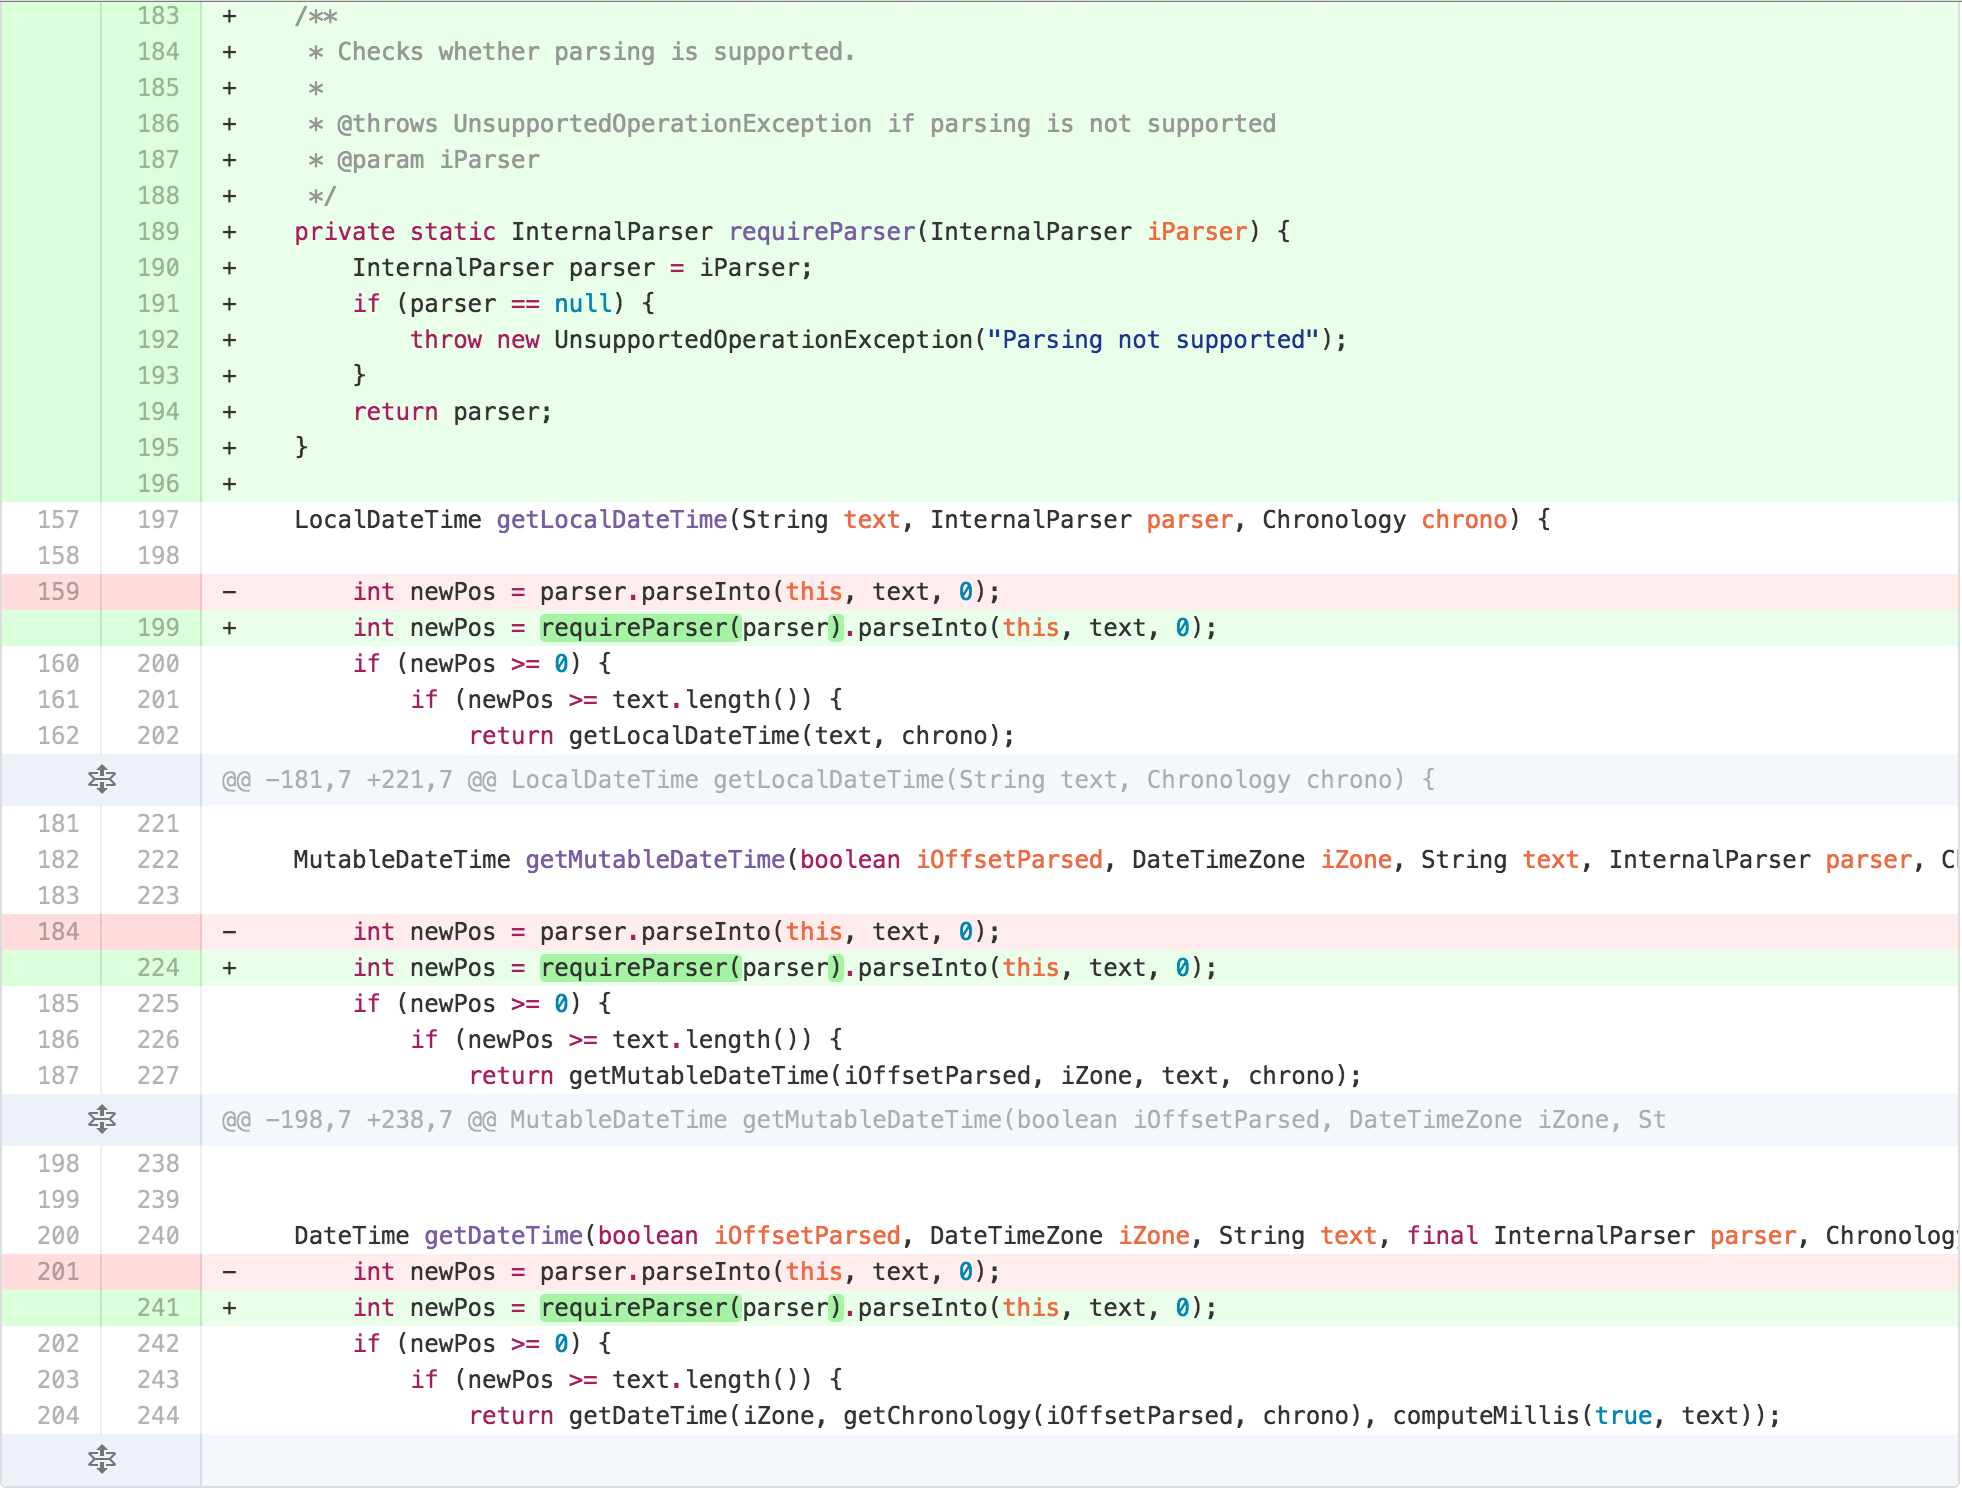 183 + /**
184 + * Checks whether parsing is supported.
185 + *
186 + * @throws UnsupportedOperationException if parsing is not supported
187 + * @param iParser
188 + */
189 + private static InternalParser requireParser(InternalParser iParser) {
190 + InternalParser parser = iParser;
191 + if (parser == null) {
192 + throw new UnsupportedOperationException("Parsing not supported");
193 + }
194 + return parser;
195 + }
196 +
157 197 LocalDateTime getLocalDateTime(String text, InternalParser parser, Chronology chrono) {
158 198
159 - int newPos = parser.parseInto(this, text, 0);
199 + int newPos = requireParser(parser).parseInto(this, text, 0);
160 200 if (newPos >= 0) {
161 201 if (newPos >= text.length()) {
162 202 return getLocalDateTime(text, chrono);
@@ -181,7 +221,7 @@ LocalDateTime getLocalDateTime(String text, Chronology chrono) {
181 221
182 222 MutableDateTime getMutableDateTime(boolean iOffsetParsed, DateTimeZone iZone, String text, InternalParser parser, C
183 223
184 - int newPos = parser.parseInto(this, text, 0);
224 + int newPos = requireParser(parser).parseInto(this, text, 0);
185 225 if (newPos >= 0) {
186 226 if (newPos >= text.length()) {
187 227 return getMutableDateTime(iOffsetParsed, iZone, text, chrono);
@@ -198,7 +238,7 @@ MutableDateTime getMutableDateTime(boolean iOffsetParsed, DateTimeZone iZone, St
198 238
199 239
200 240 DateTime getDateTime(boolean iOffsetParsed, DateTimeZone iZone, String text, final InternalParser parser, Chronolog
201 - int newPos = parser.parseInto(this, text, 0);
241 + int newPos = requireParser(parser).parseInto(this, text, 0);
202 242 if (newPos >= 0) {
203 243 if (newPos >= text.length()) {
204 244 return getDateTime(iZone, getChronology(iOffsetParsed, chrono), computeMillis(true, text));